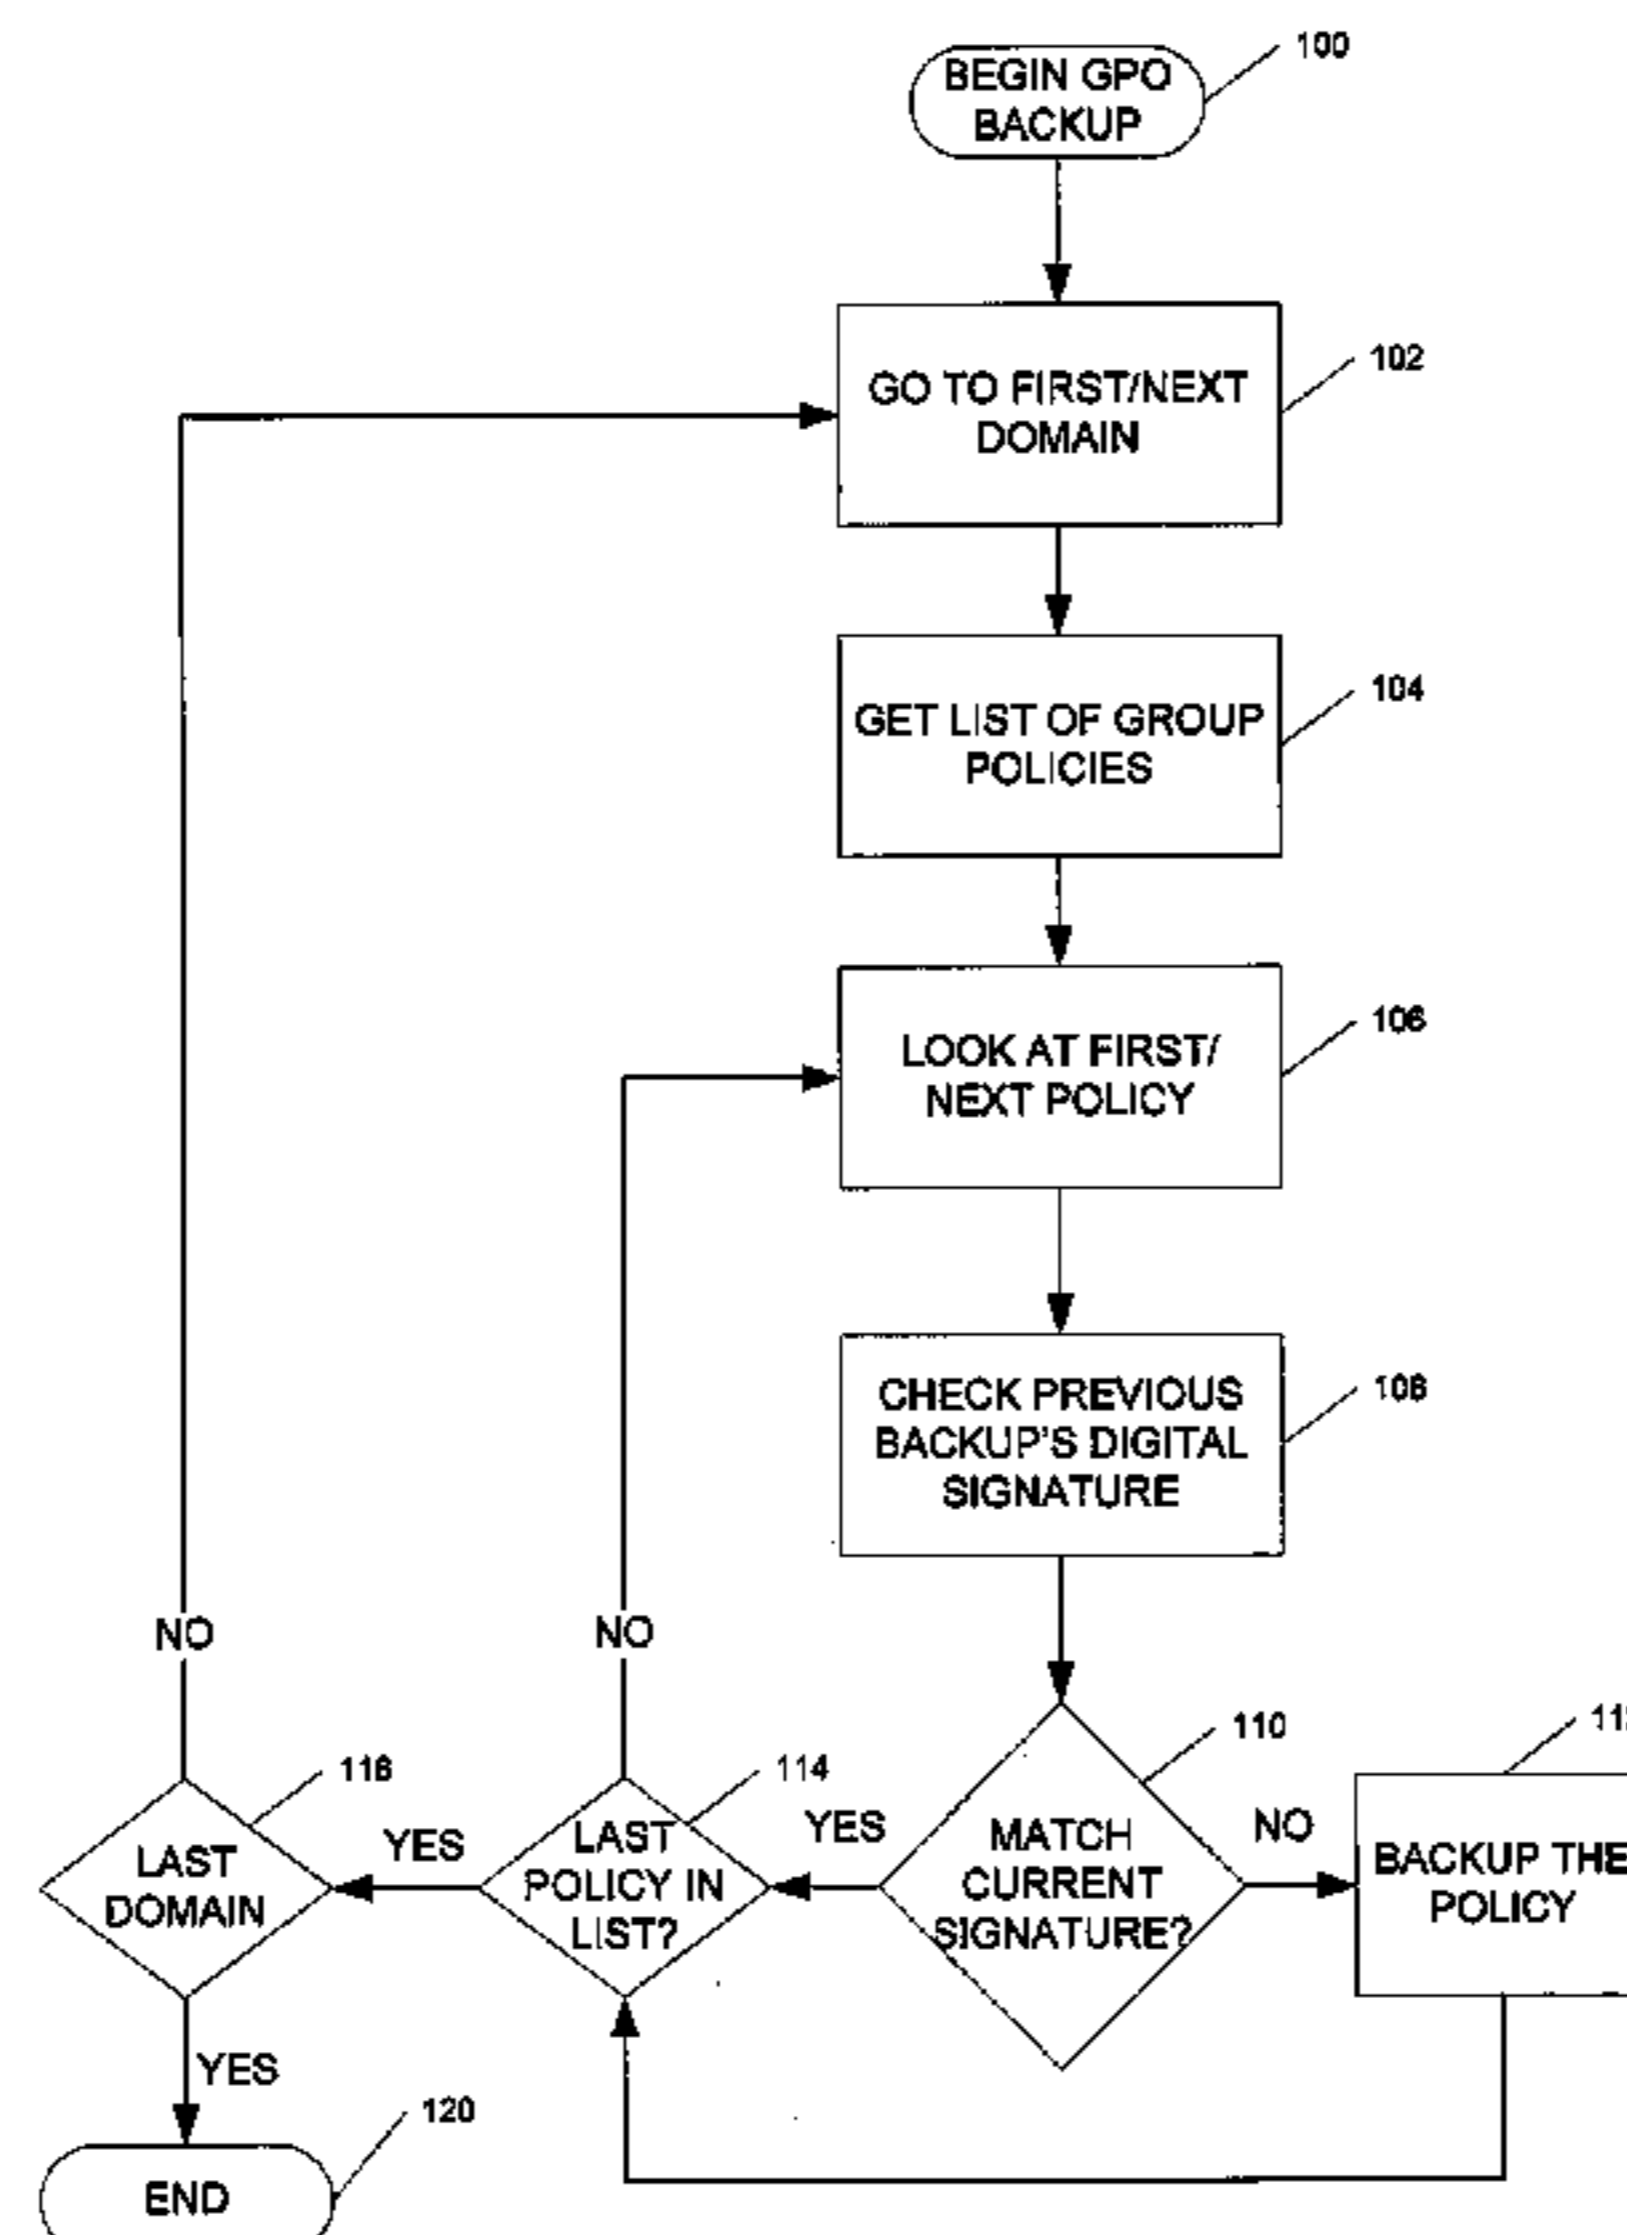 BEGIN GPO
BACKUP
100
GO TO FIRST/NEXT
DOMAIN
102
GET LIST OF GROUP
POLICIES
104
LOOK AT FIRST/
NEXT POLICY
106
CHECK PREVIOUS
BACKUP'S DIGITAL
SIGNATURE
108
NO
NO
116
114
110
LAST
DOMAIN
YES
LAST
POLICY IN
LIST?
YES
MATCH
CURRENT
SIGNATURE?
NO
BACKUP THE
POLICY
YES
120
END